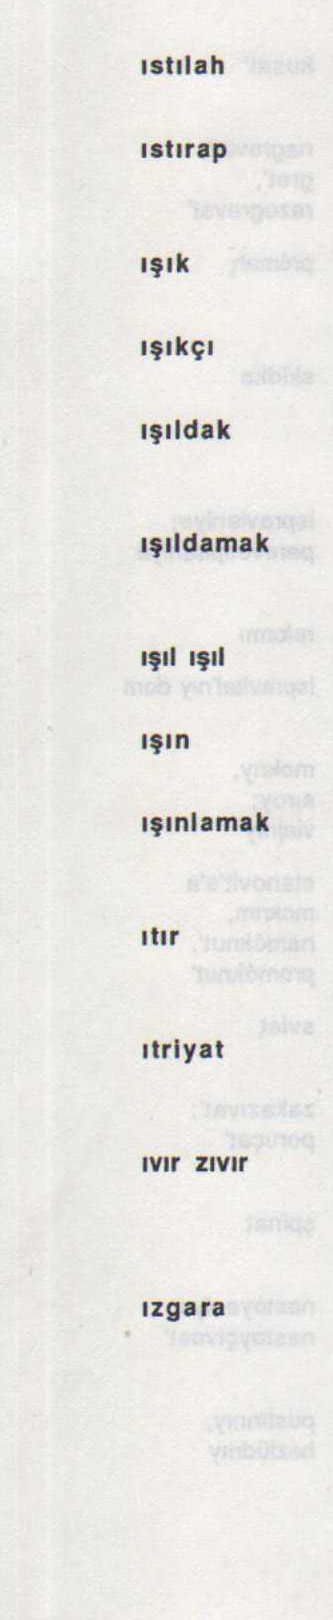 ıstılah
ıstırap
ışık
ışıkçı
ışıldak
ışıldamak
ışıl ışıl
ışın
ışınlamak
ıtır
ıtriyat
ıvır zıvır
ızgara